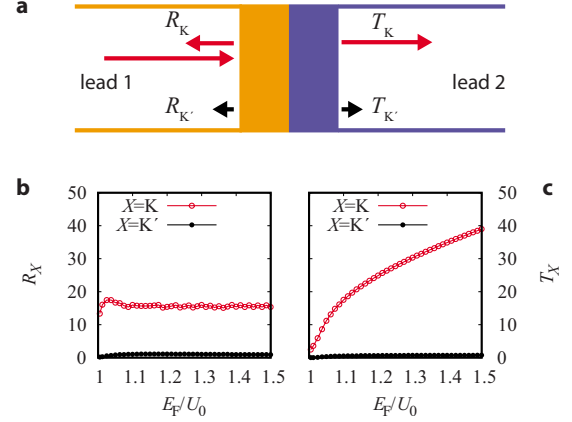 a
R_K T_K
lead 1 lead 2
R_K′ T_K′
b c
50 50
X=K X=K
40 40
X=K′ X=K′
30 30
R_X T_X
20 20
10 10
0 0
1 1.1 1.2 1.3 1.4 1.5 1 1.1 1.2 1.3 1.4 1.5
E_F/U_0 E_F/U_0